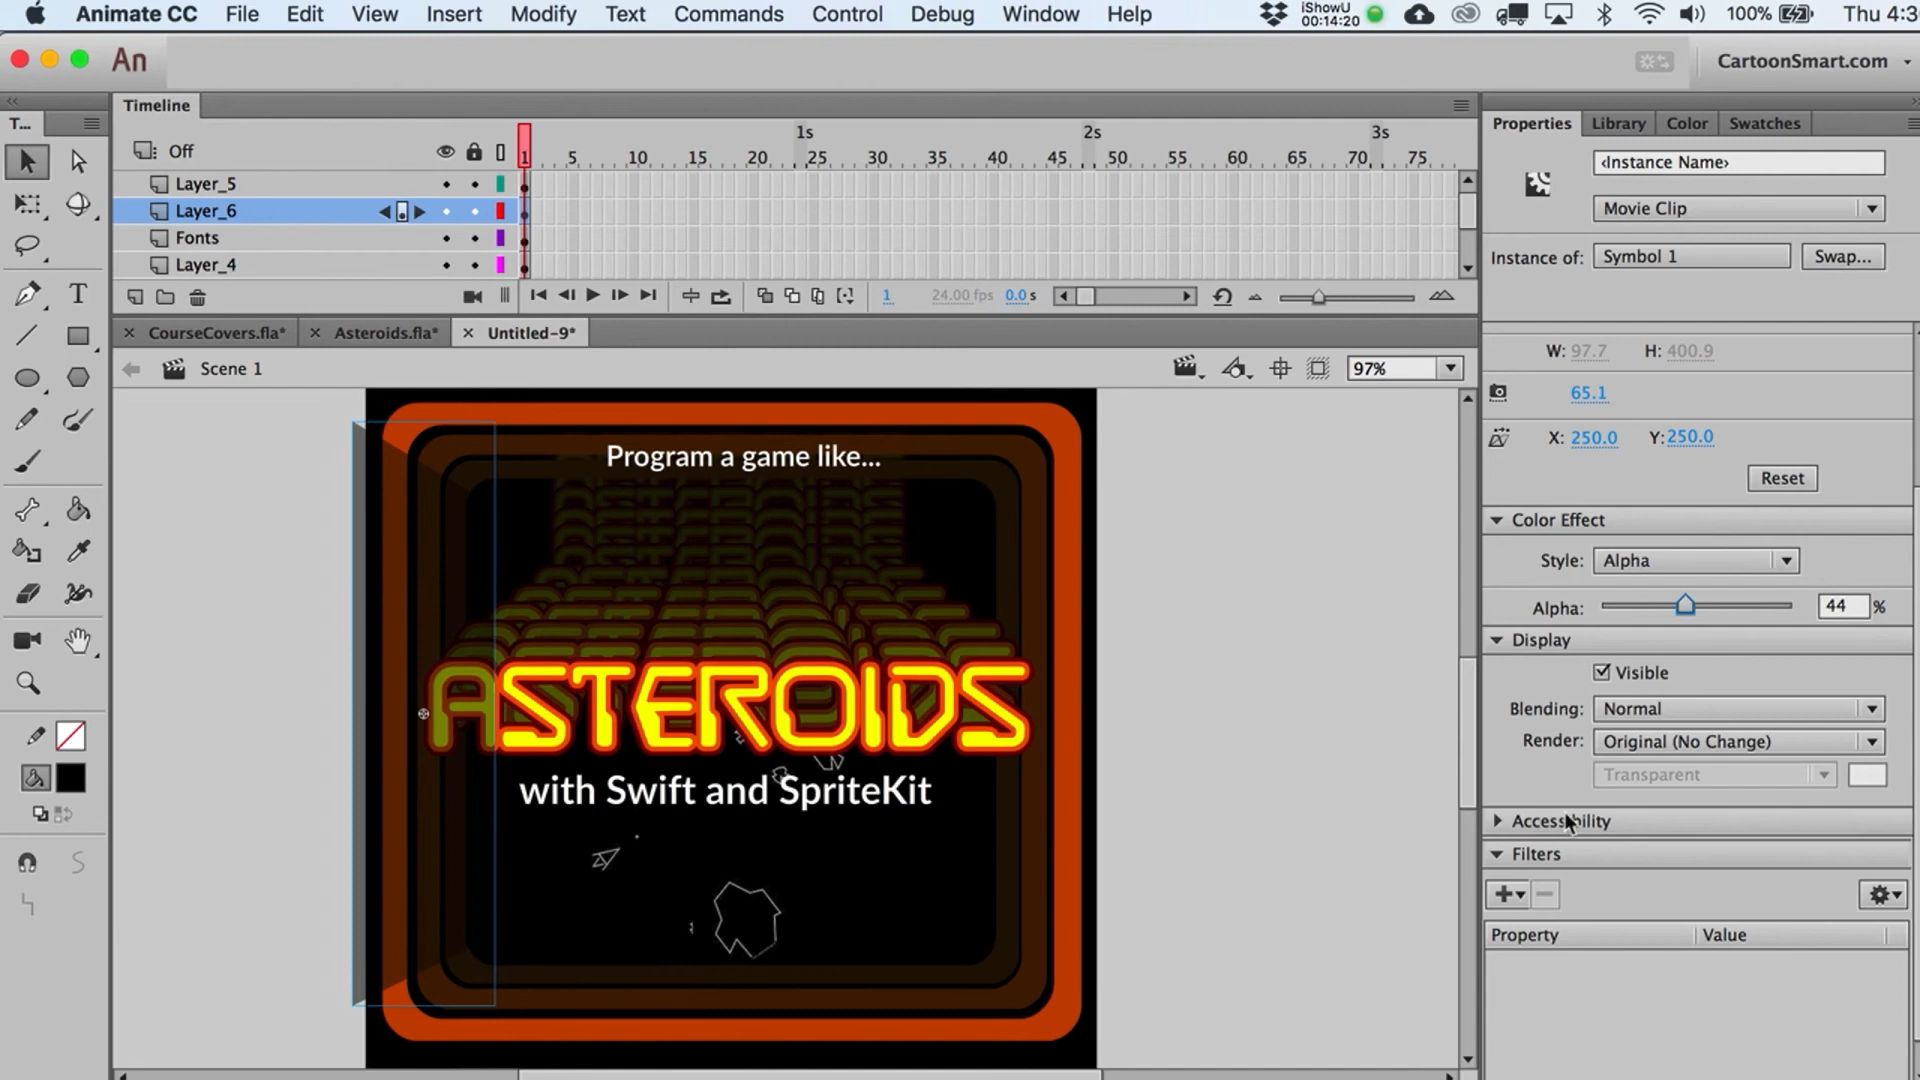 Animate CC File Edit View Insert Modify Text Commands Control Debug Window Help iShowU 00:14:20 100% Thu 4:3
An CartoonSmart.com
Timeline
T... Properties Library Color Swatches
Off 1s 2s 3s
1 5 10 15 20 25 30 35 40 45 50 55 60 65 70 75
‹Instance Name›
Layer_5
Layer_6
Movie Clip
Fonts
Layer_4
Instance of: Symbol 1 Swap...
1 24.00 fps 0.0 s
CourseCovers.fla* Asteroids.fla* Untitled-9*
Scene 1 97%
W: 97.7 H: 400.9
65.1
X: 250.0 Y: 250.0
Reset
Program a game like...
ASTEROIDS
with Swift and SpriteKit
Color Effect
Style: Alpha
Alpha: 44 %
Display
Visible
Blending: Normal
Render: Original (No Change)
Transparent
Accessibility
Filters
Property Value